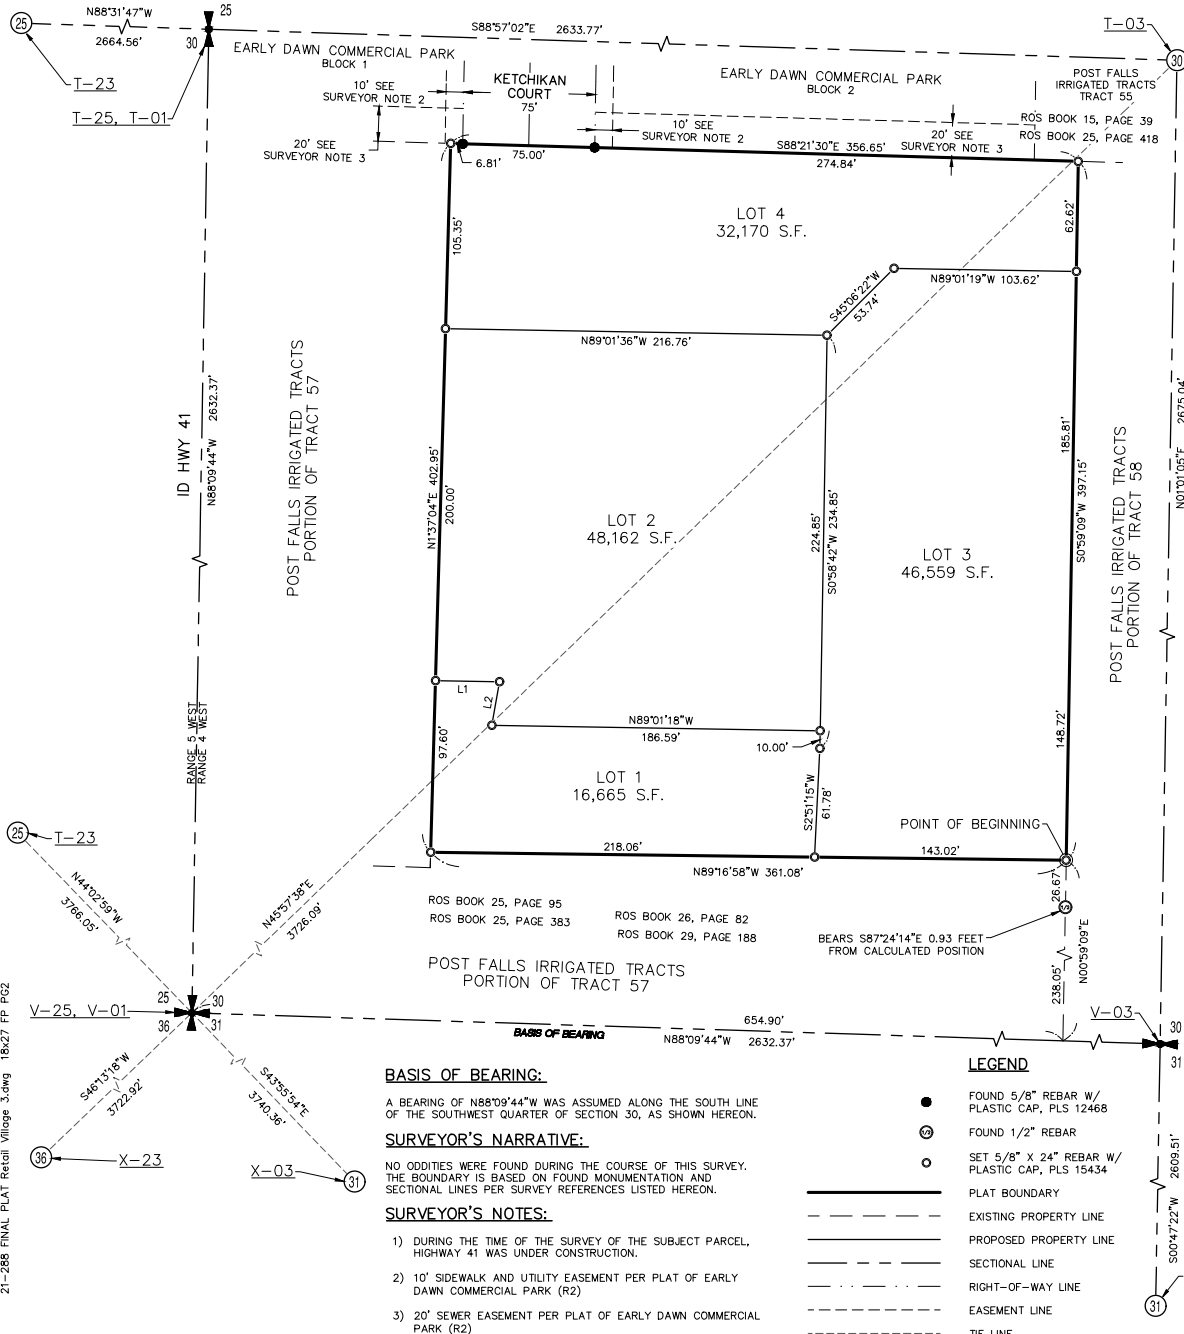 25
N88°31'47"W
2664.56'
25
30
S88°57'02"E 2633.77'
T-03
30
T-23
T-25, T-01
EARLY DAWN COMMERCIAL PARK
BLOCK 1
10' SEE
SURVEYOR NOTE 2
KETCHIKAN
COURT
75'
EARLY DAWN COMMERCIAL PARK
BLOCK 2
POST FALLS
IRRIGATED TRACTS
TRACT 55
ROS BOOK 15, PAGE 39
ROS BOOK 25, PAGE 418
20' SEE
SURVEYOR NOTE 3
10' SEE
SURVEYOR NOTE 2
20' SEE
SURVEYOR NOTE 3
6.81'
75.00'
S88°21'30"E 356.65'
274.84'
LOT 4
32,170 S.F.
105.35'
62.62'
S45°06'22"W
53.74'
N89°01'19"W 103.62'
N89°01'36"W 216.76'
ID HWY 41
N88°09'44"W 2632.37'
POST FALLS IRRIGATED TRACTS
PORTION OF TRACT 57
N1°37'04"E 402.95'
200.00'
LOT 2
48,162 S.F.
224.85'
S0°58'42"W 234.85'
LOT 3
46,559 S.F.
185.81'
S0°59'09"W 397.15'
POST FALLS IRRIGATED TRACTS
PORTION OF TRACT 58
N01°01'05"E 2675.04'
RANGE 5 WEST
RANGE 4 WEST
L1
L2
97.60'
N89°01'18"W
186.59'
10.00'
148.72'
LOT 1
16,665 S.F.
S2°51'15"W
61.78'
POINT OF BEGINNING
218.06'
143.02'
N89°16'58"W 361.08'
25
T-23
N44°02'59"W
3766.05'
N45°57'38"E
3726.09'
ROS BOOK 25, PAGE 95
ROS BOOK 25, PAGE 383
ROS BOOK 26, PAGE 82
ROS BOOK 29, PAGE 188
26.67
1/2
BEARS S87°24'14"E 0.93 FEET
FROM CALCULATED POSITION
N00°59'09"E
238.05'
POST FALLS IRRIGATED TRACTS
PORTION OF TRACT 57
V-25, V-01
25
30
36
31
654.90'
BASIS OF BEARING
N88°09'44"W 2632.37'
V-03
30
31
S46°13'18"W
3722.92'
S43°55'54"E
3740.36'
36
X-23
X-03
31
BASIS OF BEARING:
A BEARING OF N88°09'44"W WAS ASSUMED ALONG THE SOUTH LINE
OF THE SOUTHWEST QUARTER OF SECTION 30, AS SHOWN HEREON.
SURVEYOR'S NARRATIVE:
NO ODDITIES WERE FOUND DURING THE COURSE OF THIS SURVEY.
THE BOUNDARY IS BASED ON FOUND MONUMENTATION AND
SECTIONAL LINES PER SURVEY REFERENCES LISTED HEREON.
SURVEYOR'S NOTES:
1) DURING THE TIME OF THE SURVEY OF THE SUBJECT PARCEL,
HIGHWAY 41 WAS UNDER CONSTRUCTION.
2) 10' SIDEWALK AND UTILITY EASEMENT PER PLAT OF EARLY
DAWN COMMERCIAL PARK (R2)
3) 20' SEWER EASEMENT PER PLAT OF EARLY DAWN COMMERCIAL
PARK (R2)
LEGEND
FOUND 5/8" REBAR W/
PLASTIC CAP, PLS 12468
1/2
FOUND 1/2" REBAR
SET 5/8" X 24" REBAR W/
PLASTIC CAP, PLS 15434
PLAT BOUNDARY
EXISTING PROPERTY LINE
PROPOSED PROPERTY LINE
SECTIONAL LINE
RIGHT-OF-WAY LINE
EASEMENT LINE
TIE LINE
S00°47'22"W 2609.51'
31
21-288 FINAL PLAT Retail Village 3.dwg 18x27 FP PG2